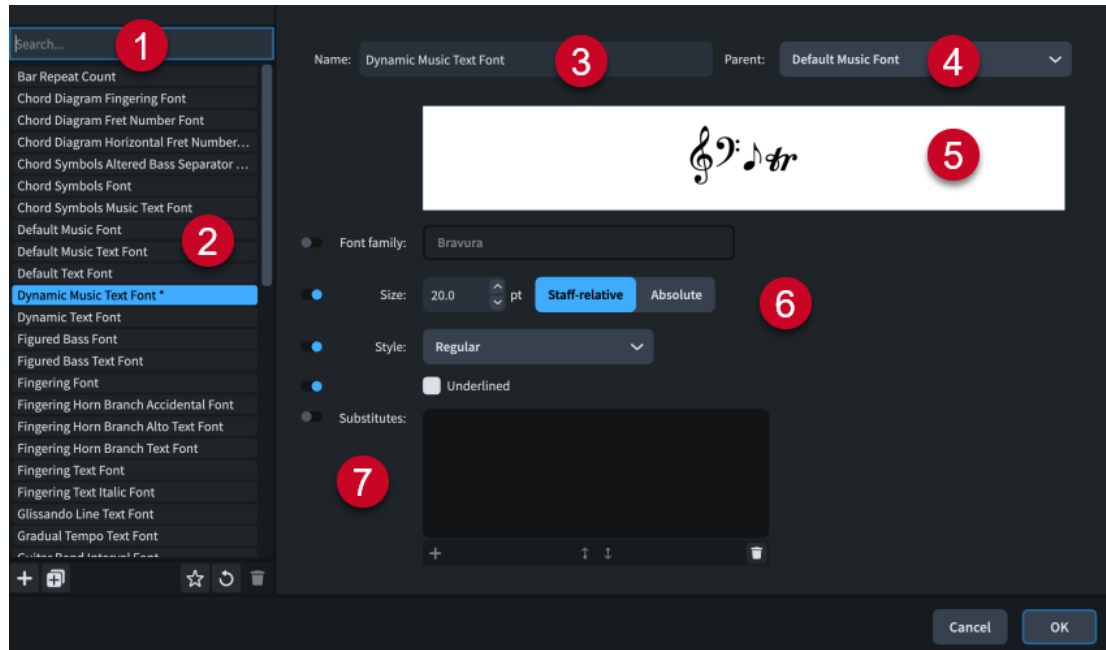 Search...
1
Bar Repeat Count
Chord Diagram Fingering Font
Chord Diagram Fret Number Font
Chord Diagram Horizontal Fret Number...
Chord Symbols Altered Bass Separator ...
Chord Symbols Font
Chord Symbols Music Text Font
Default Music Font
2
Default Music Text Font
Default Text Font
Dynamic Music Text Font *
Dynamic Text Font
Figured Bass Font
Figured Bass Text Font
Fingering Font
Fingering Horn Branch Accidental Font
Fingering Horn Branch Alto Text Font
Fingering Horn Branch Text Font
Fingering Text Font
Fingering Text Italic Font
Glissando Line Text Font
Gradual Tempo Text Font
Guitar Bend Interval Font
Name: Dynamic Music Text Font 3 Parent: Default Music Font 4
tr 5
Font family: Bravura
Size: 20.0 pt Staff-relative Absolute 6
Style: Regular
Underlined
Substitutes:
7
Cancel OK